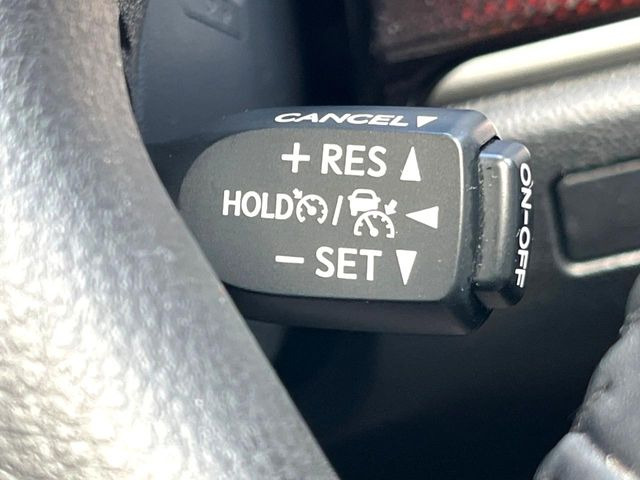 CANCEL
+ RES
HOLD /
- SET
ON-OFF